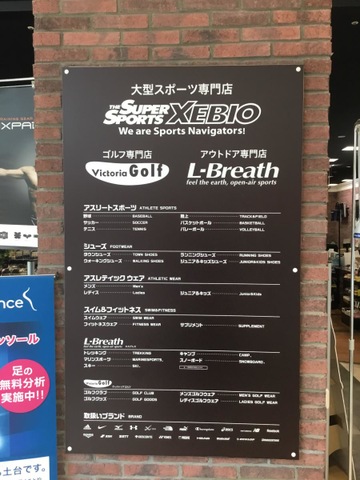 大型スポーツ専門店
THE SUPER SPORTS XEBIO
We are Sports Navigators!
ゴルフ専門店
Victoria Golf
アウトドア専門店
L-Breath
feel the earth, open-air sports
アスリートスポーツ ATHLETE SPORTS
野球 BASEBALL 陸上 TRACK&FIELD
サッカー SOCCER バスケットボール BASKETBALL
テニス TENNIS バレーボール VOLLEYBALL
シューズ FOOTWEAR
タウンシューズ TOWN SHOES ランニングシューズ RUNNING SHOES
ウォーキングシューズ WALKING SHOES ジュニア&キッズシューズ JUNIOR&KIDS SHOES
アスレティック ウェア ATHLETIC WEAR
メンズ Men's
レディス Ladies ジュニア&キッズ Junior&Kids
スイム&フィットネス SWIM&FITNESS
スイムウェア SWIM WEAR
フィットネスウェア FITNESS WEAR サプリメント SUPPLEMENT
L-Breath
トレッキング TREKKING キャンプ CAMP
マリンスポーツ MARINESPORTS スノーボード SNOWBOARD
スキー SKI
Victoria Golf
ゴルフクラブ GOLF CLUB メンズゴルフウェア MEN'S GOLF WEAR
ゴルフグッズ GOLF GOODS レディスゴルフウェア LADIES GOLF WEAR
取扱いブランド BRAND
XPA
nce
ンソール
足の
無料分析
実施中!!
も土台です。